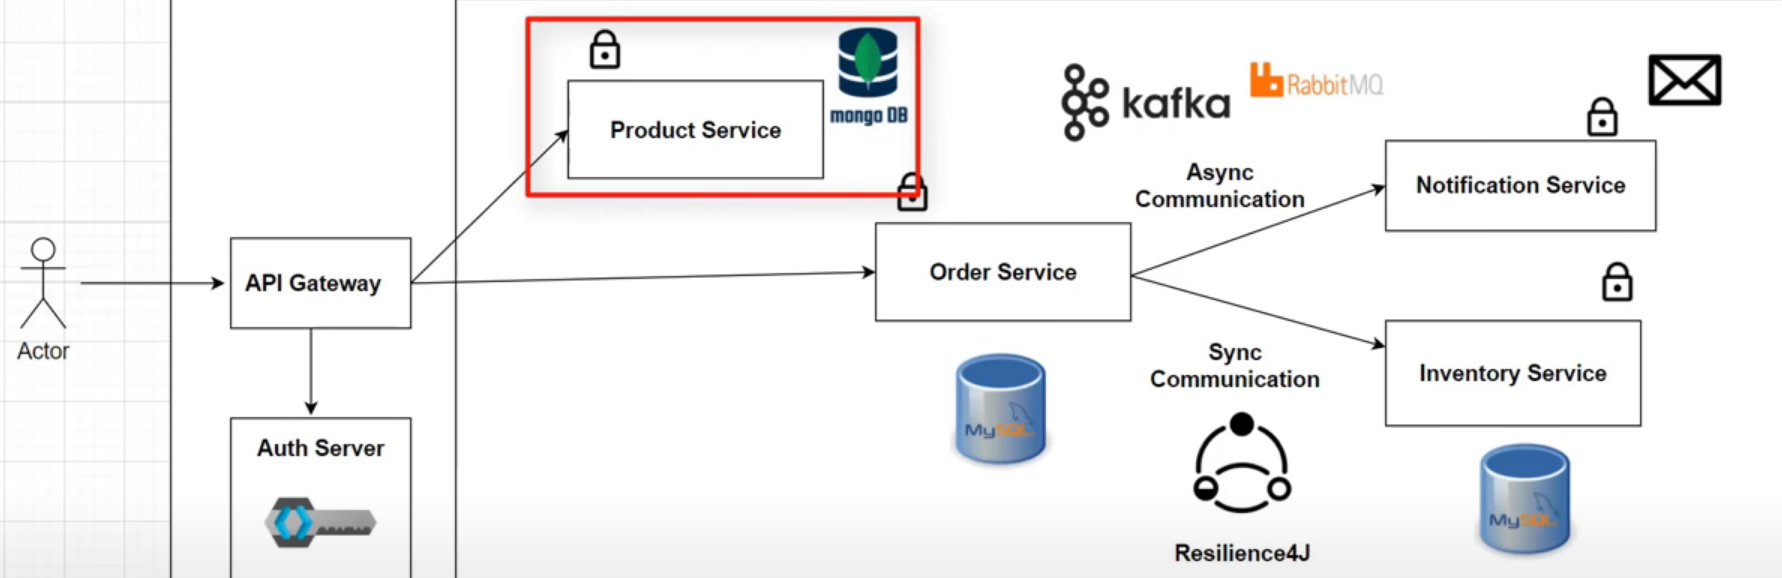 mongo DB
Product Service
kafka
RabbitMQ
Async
Communication
Notification Service
API Gateway
Order Service
Actor
Sync
Communication
Inventory Service
MySQL
Auth Server
MySQL
Resilience4J